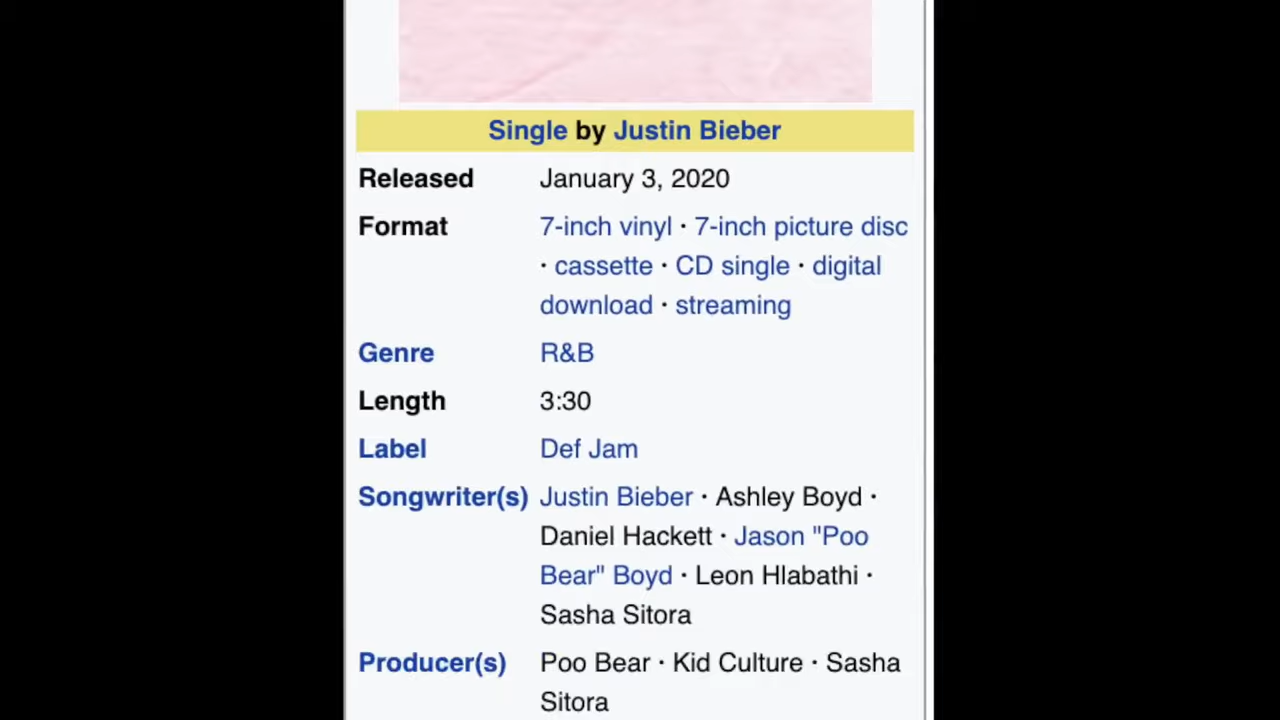 Single by Justin Bieber
Released January 3, 2020
Format 7-inch vinyl · 7-inch picture disc
· cassette · CD single · digital
download · streaming
Genre R&B
Length 3:30
Label Def Jam
Songwriter(s) Justin Bieber · Ashley Boyd ·
Daniel Hackett · Jason "Poo
Bear" Boyd · Leon Hlabathi ·
Sasha Sitora
Producer(s) Poo Bear · Kid Culture · Sasha
Sitora